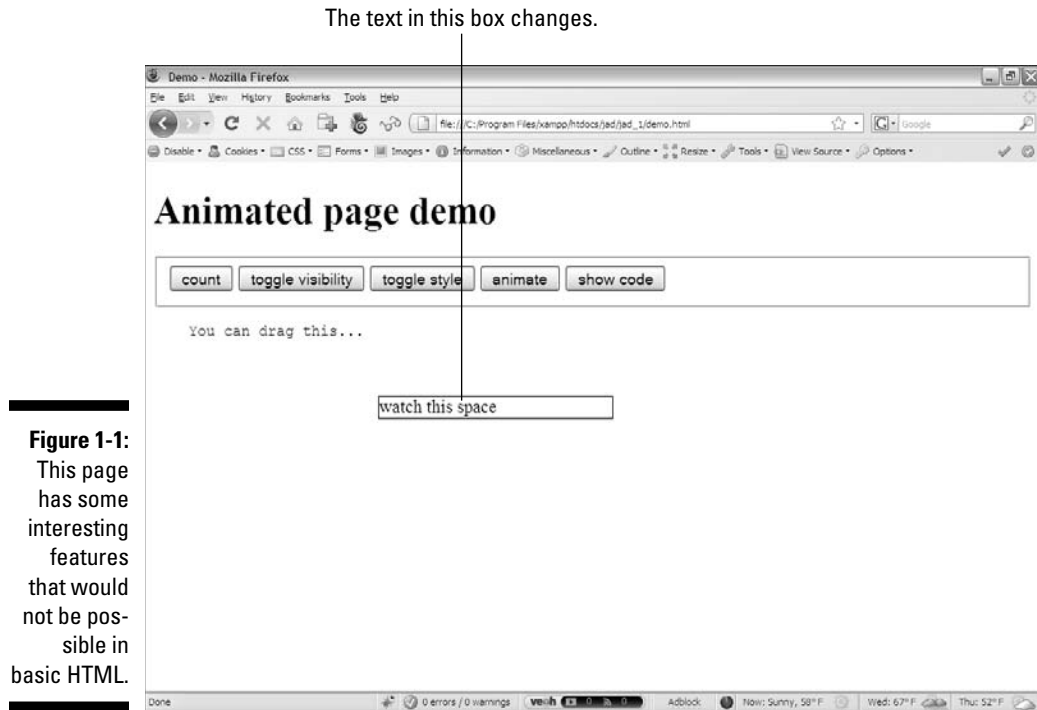 The text in this box changes.
Demo - Mozilla Firefox
File Edit View History Bookmarks Tools Help
file:///C:/Program Files/xampp/htdocs/jad/jad_1/demo.html
G Google
Disable Cookies CSS Forms Images Information Miscellaneous Outline Resize Tools View Source Options
Animated page demo
count toggle visibility toggle style animate show code
You can drag this...
watch this space
Figure 1-1:
This page
has some
interesting
features
that would
not be pos-
sible in
basic HTML.
Done 0 errors / 0 warnings veoh 0 0 Adblock Now: Sunny, 58° F Wed: 67° F Thu: 52° F